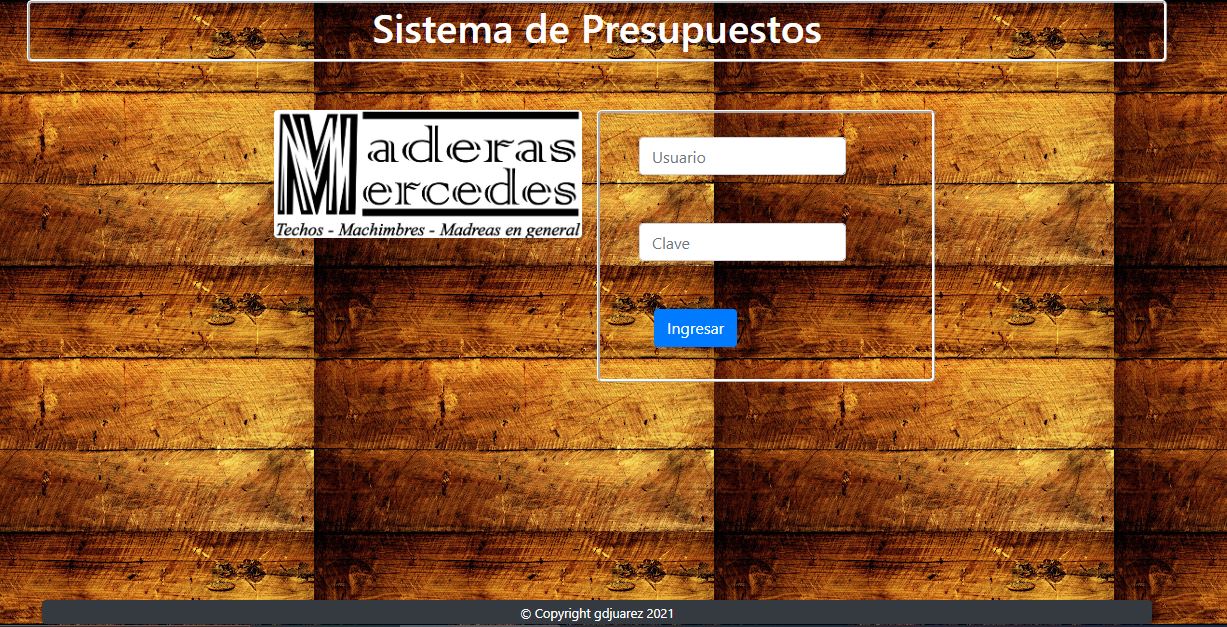 Sistema de Presupuestos
Maderas
Mercedes
Techos - Machimbres - Madreas en general
Usuario
Clave
Ingresar
© Copyright gdjuarez 2021